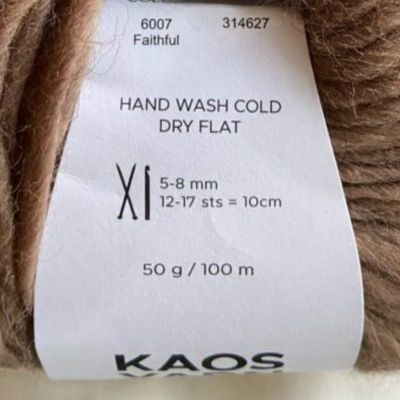 6007 314627
Faithful
HAND WASH COLD
DRY FLAT
5-8 mm
12-17 sts = 10cm
50 g / 100 m
KAOS